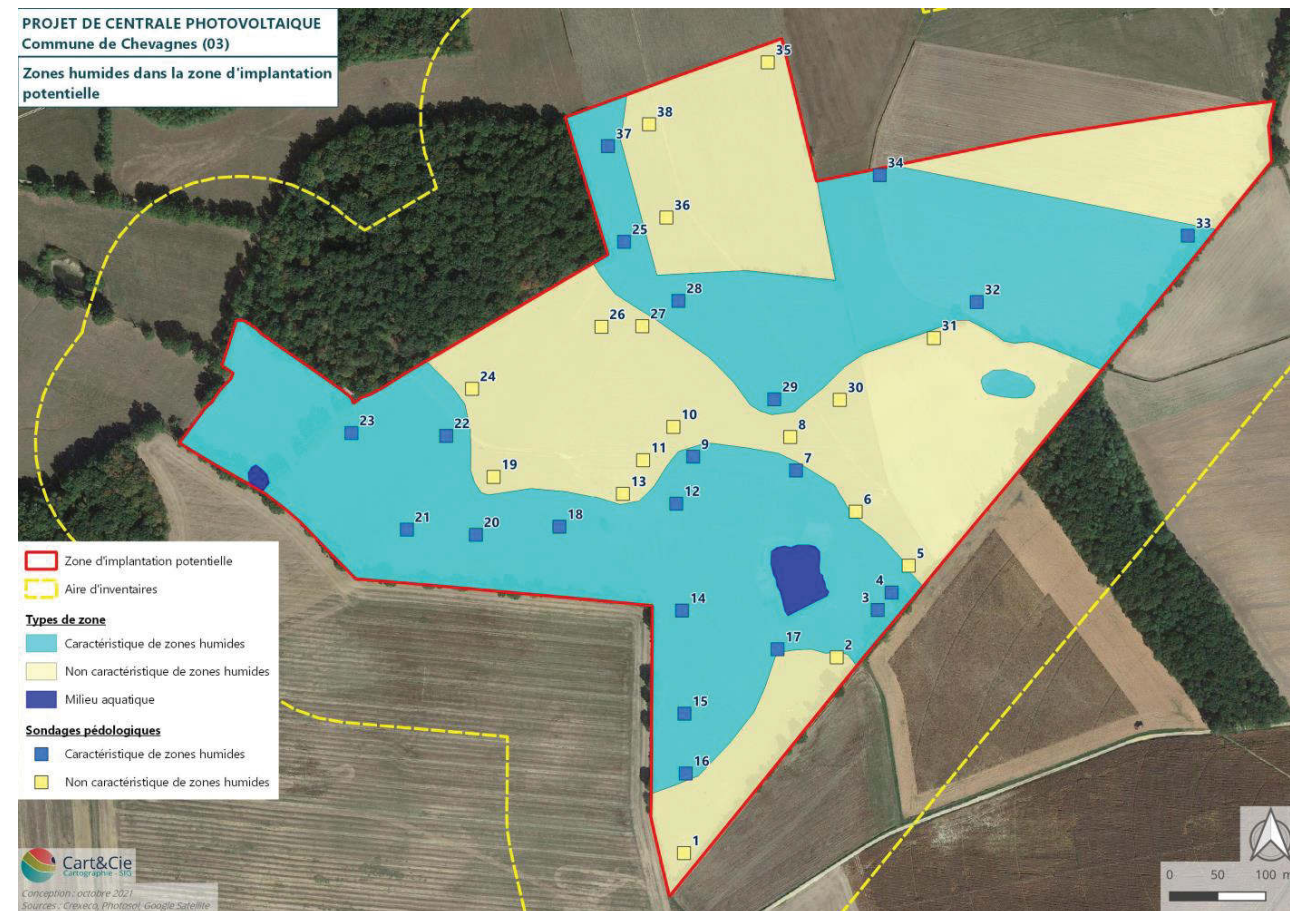 PROJET DE CENTRALE PHOTOVOLTAIQUE
Commune de Chevagnes (03)
Zones humides dans la zone d'implantation
potentielle
35
38
37
34
36
33
25
28
32
26
27
31
24
29
30
10
8
23
22
9
11
7
19
13
12
6
21
20
18
5
4
14
3
17
2
15
16
1
Zone d'implantation potentielle
Aire d'inventaires
Types de zone
Caractéristique de zones humides
Non caractéristique de zones humides
Milieu aquatique
Sondages pédologiques
Caractéristique de zones humides
Non caractéristique de zones humides
Cart&Cie
Cartographie - SIG
Conception : octobre 2021
Sources : Crexeco, Photosol, Google Satellite
0 50 100 m